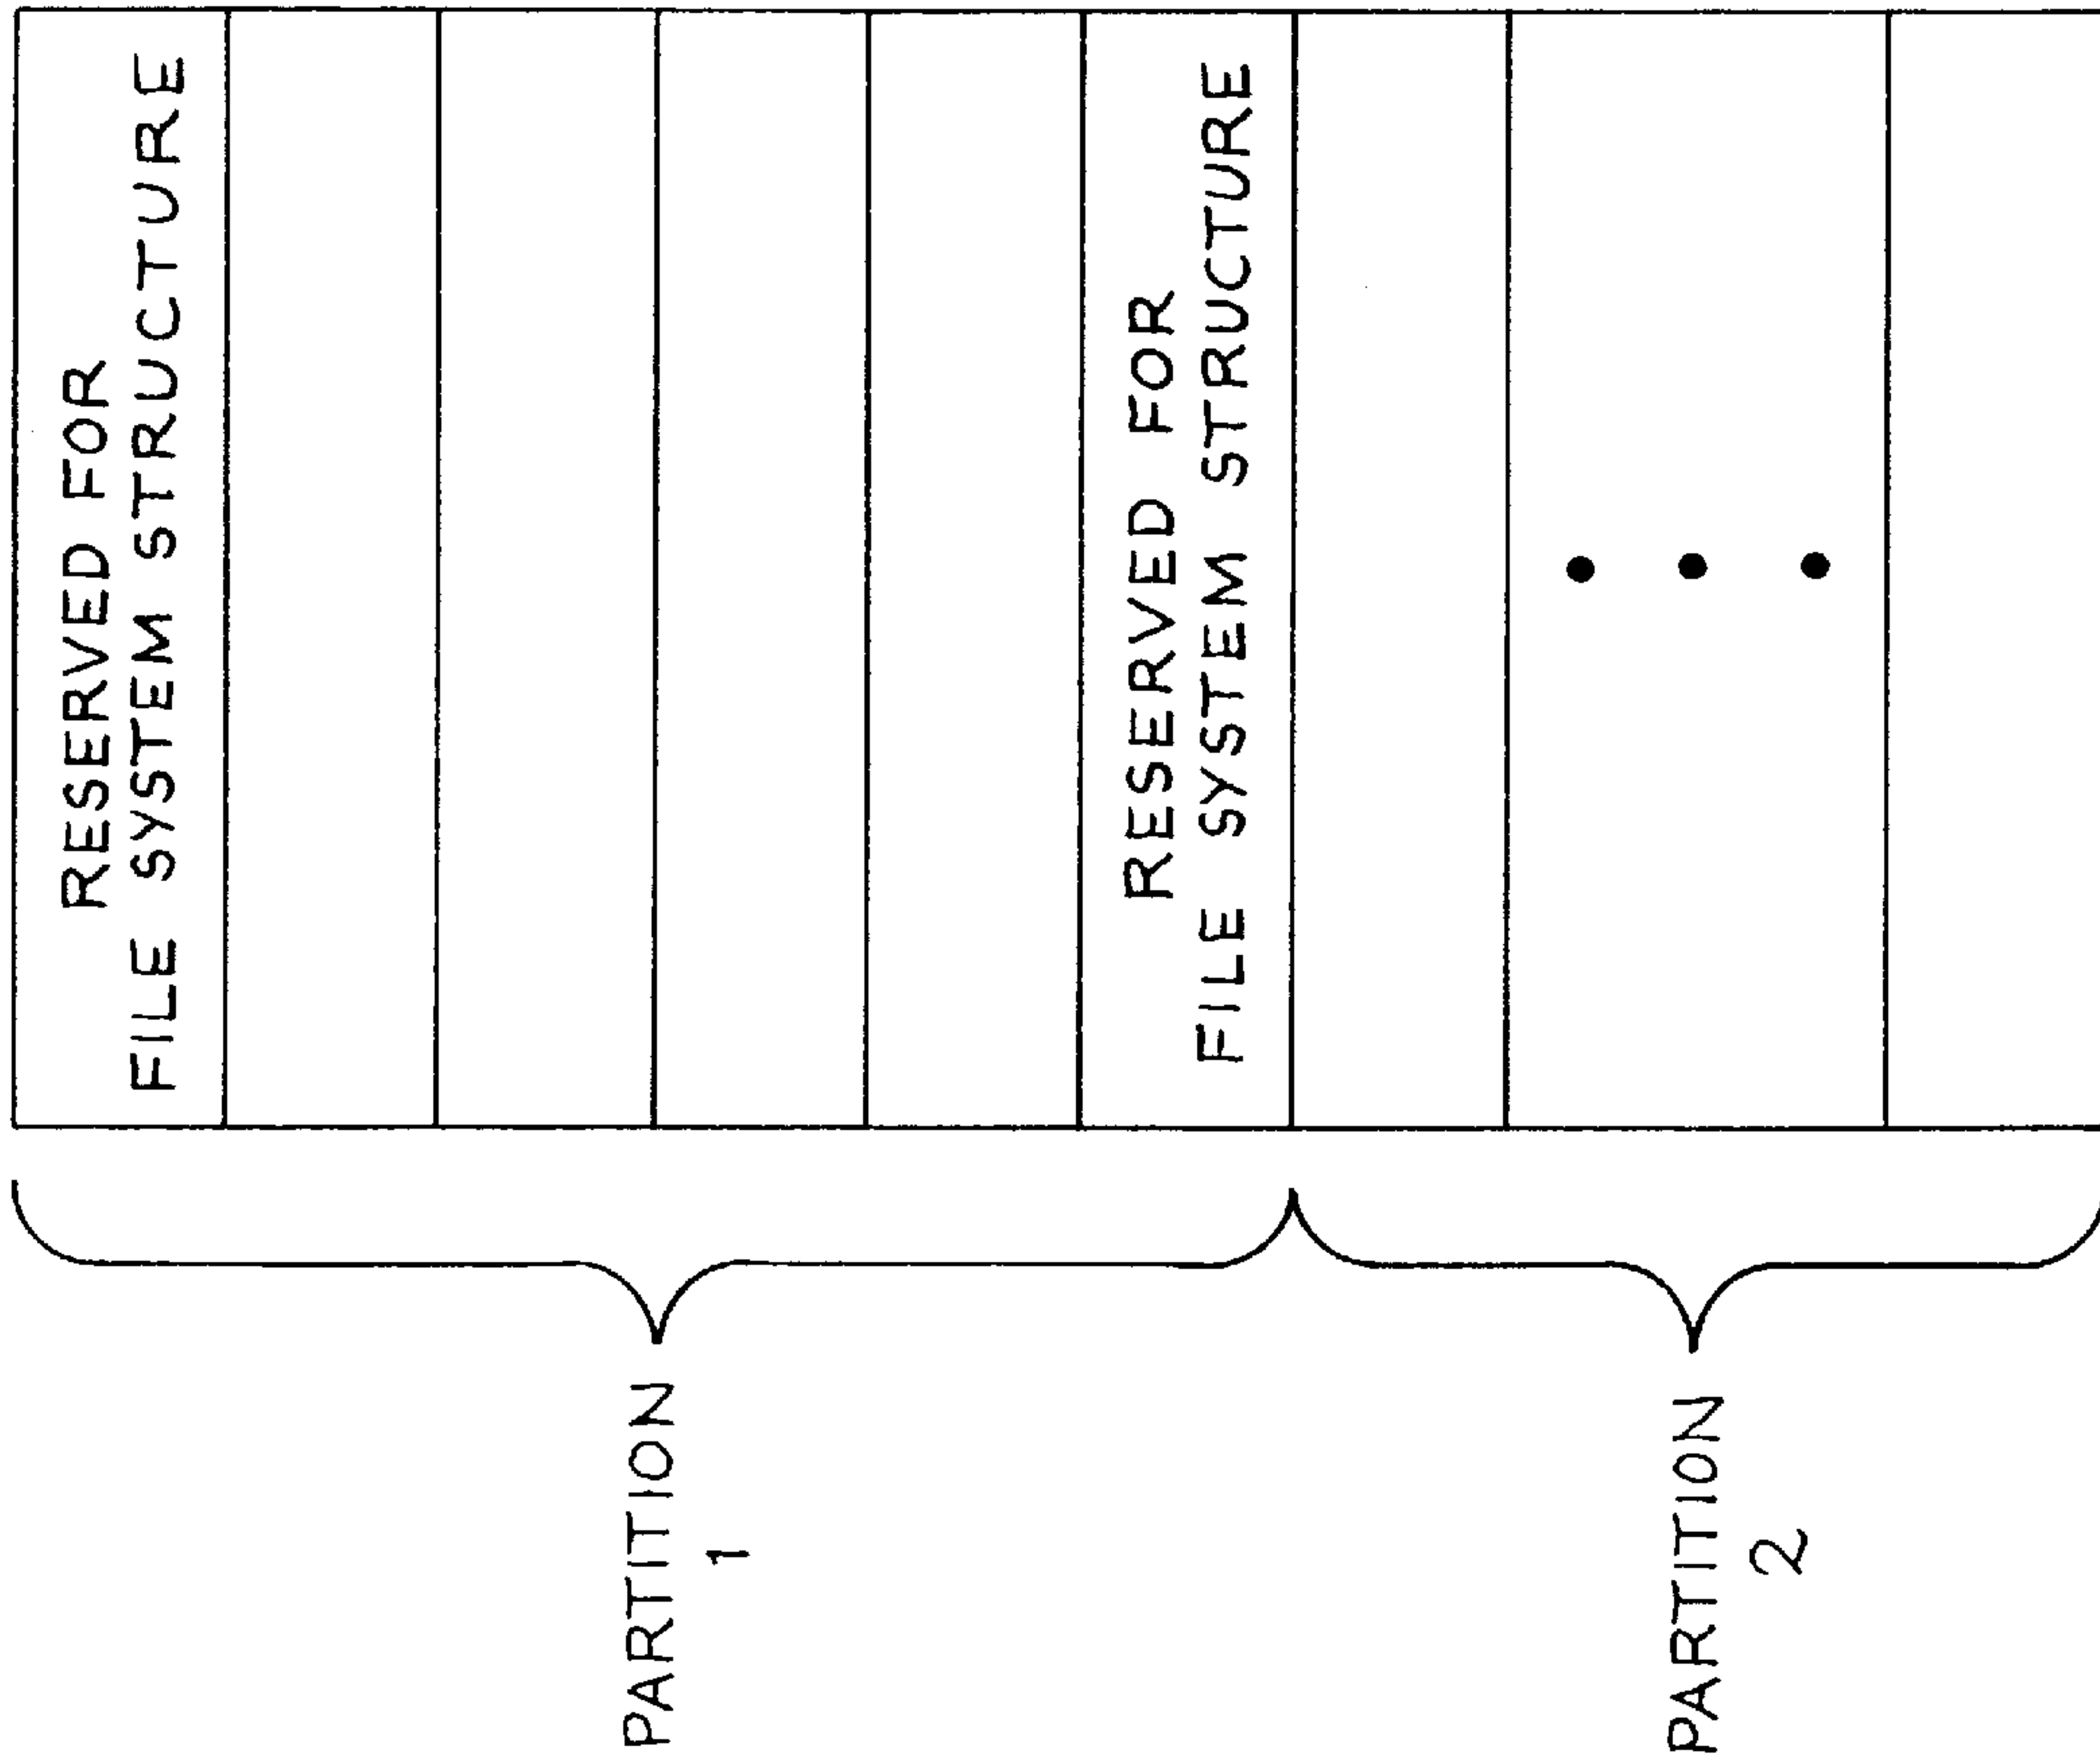 RESERVED FOR
FILE SYSTEM STRUCTURE
RESERVED FOR
FILE SYSTEM STRUCTURE
PARTITION
1
PARTITION
2